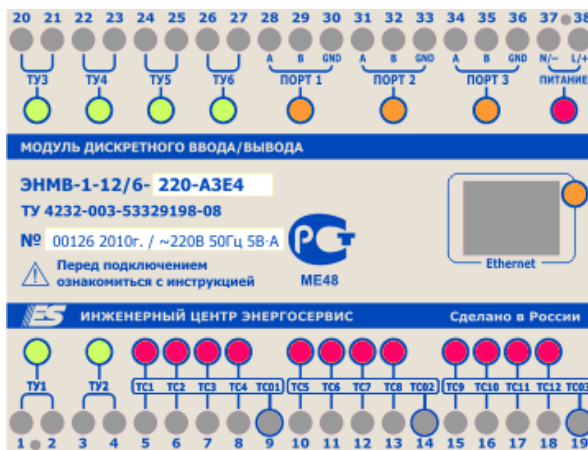 20 21 22 23 24 25 26 27 28 29 30 31 32 33 34 35 36 37 38
A B GND A B GND A B GND N/− L/+
ТУ3 ТУ4 ТУ5 ТУ6 ПОРТ 1 ПОРТ 2 ПОРТ 3 ПИТАНИЕ
МОДУЛЬ ДИСКРЕТНОГО ВВОДА/ВЫВОДА
ЭНМВ-1-12/6- 220-А3Е4
ТУ 4232-003-53329198-08
№ 00126 2010г. / ~220В 50Гц 5В·А
Перед подключением
ознакомиться с инструкцией
РСТ
МЕ48
Ethernet
ES ИНЖЕНЕРНЫЙ ЦЕНТР ЭНЕРГОСЕРВИС Сделано в России
ТУ1 ТУ2 ТС1 ТС2 ТС3 ТС4 ТС01 ТС5 ТС6 ТС7 ТС8 ТС02 ТС9 ТС10 ТС11 ТС12 ТС03
1 2 3 4 5 6 7 8 9 10 11 12 13 14 15 16 17 18 19